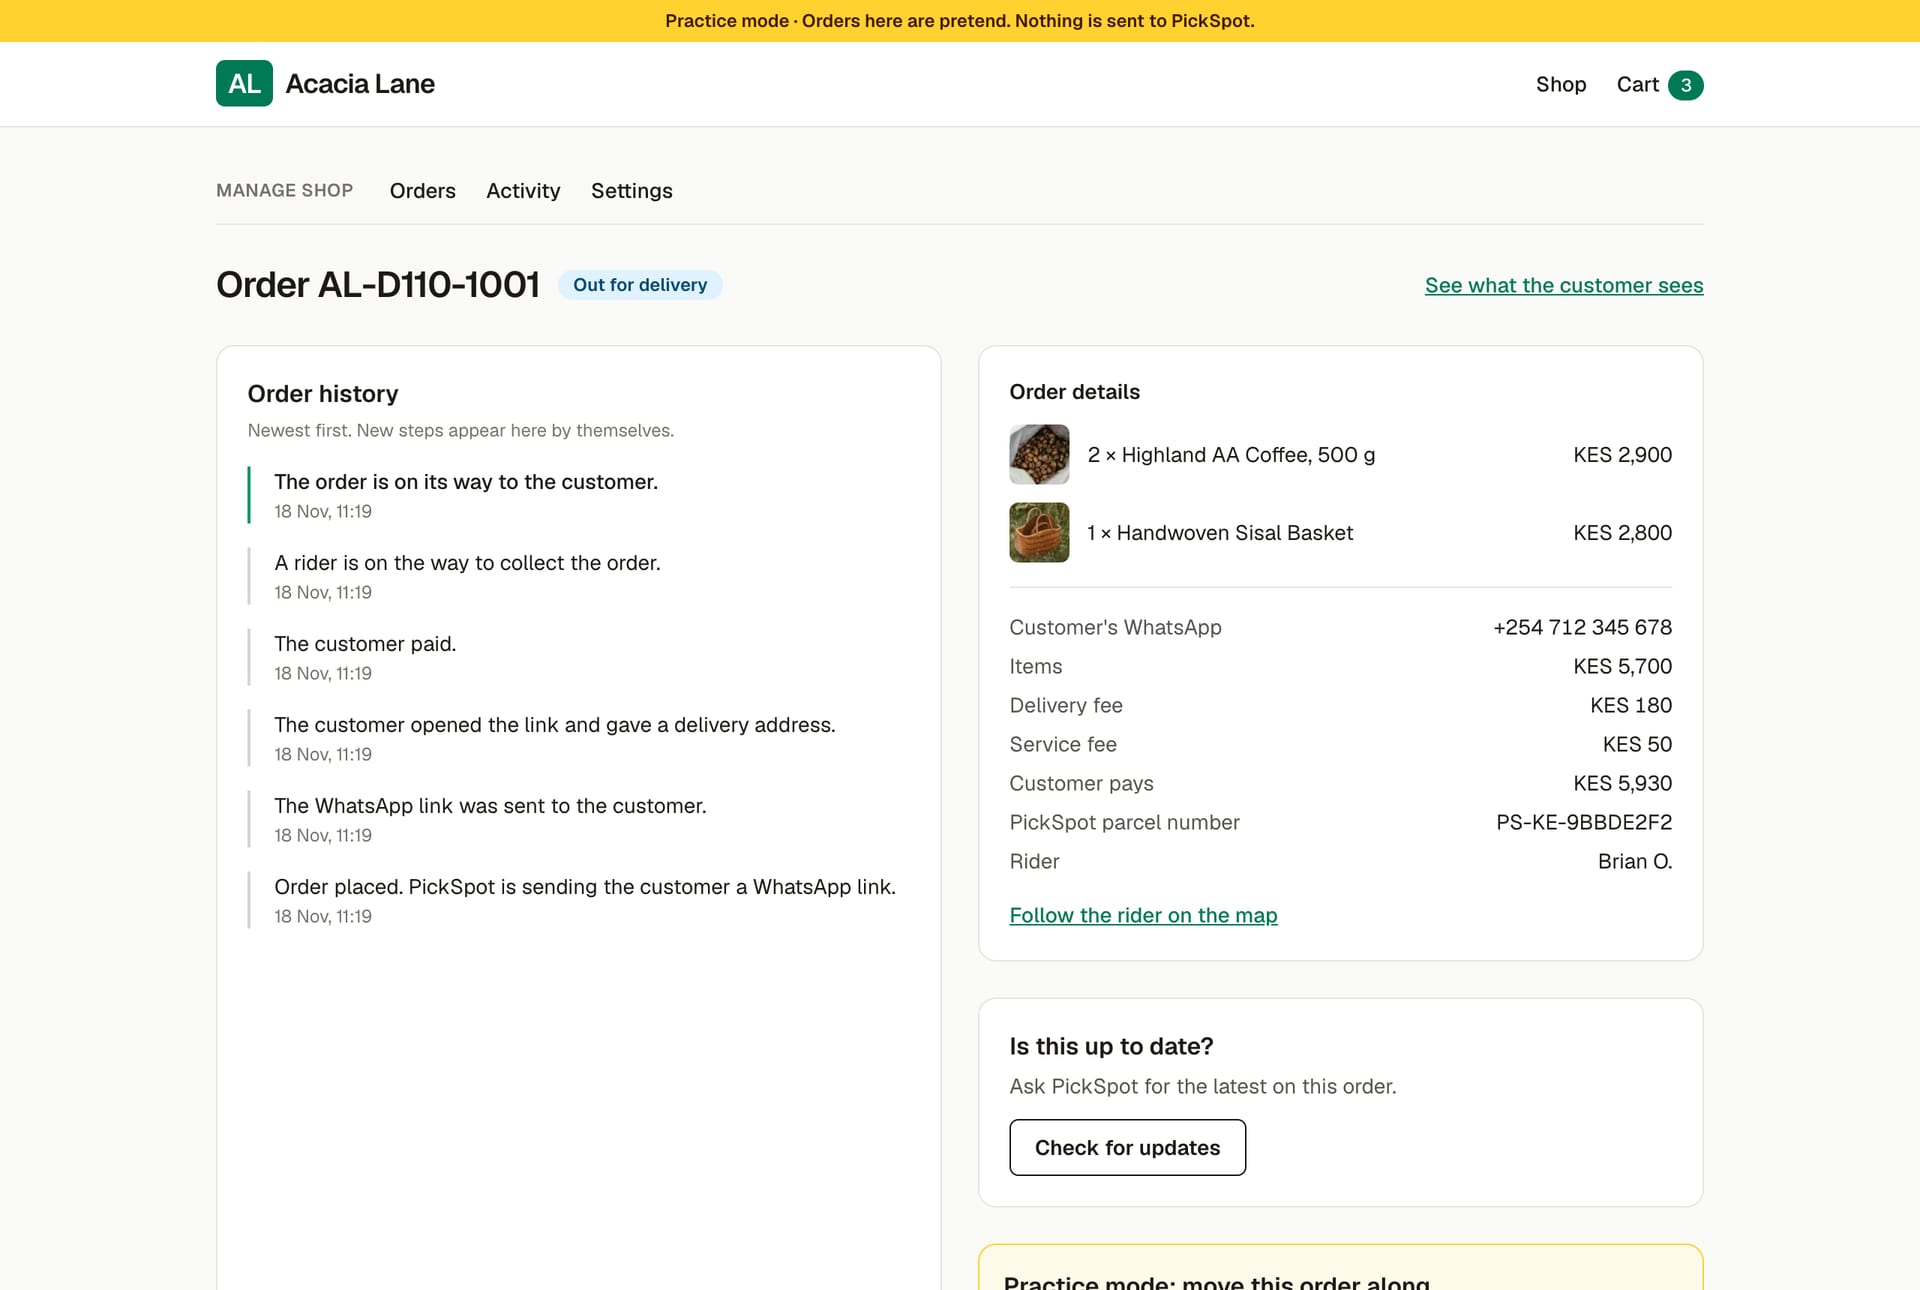 Practice mode · Orders here are pretend. Nothing is sent to PickSpot.
AL Acacia Lane
Shop Cart 3
MANAGE SHOP Orders Activity Settings
Order AL-D110-1001 Out for delivery
See what the customer sees
Order history
Newest first. New steps appear here by themselves.
The order is on its way to the customer.
18 Nov, 11:19
A rider is on the way to collect the order.
18 Nov, 11:19
The customer paid.
18 Nov, 11:19
The customer opened the link and gave a delivery address.
18 Nov, 11:19
The WhatsApp link was sent to the customer.
18 Nov, 11:19
Order placed. PickSpot is sending the customer a WhatsApp link.
18 Nov, 11:19
Order details
2 × Highland AA Coffee, 500 g KES 2,900
1 × Handwoven Sisal Basket KES 2,800
Customer's WhatsApp +254 712 345 678
Items KES 5,700
Delivery fee KES 180
Service fee KES 50
Customer pays KES 5,930
PickSpot parcel number PS-KE-9BBDE2F2
Rider Brian O.
Follow the rider on the map
Is this up to date?
Ask PickSpot for the latest on this order.
Check for updates
Practice mode: move this order along